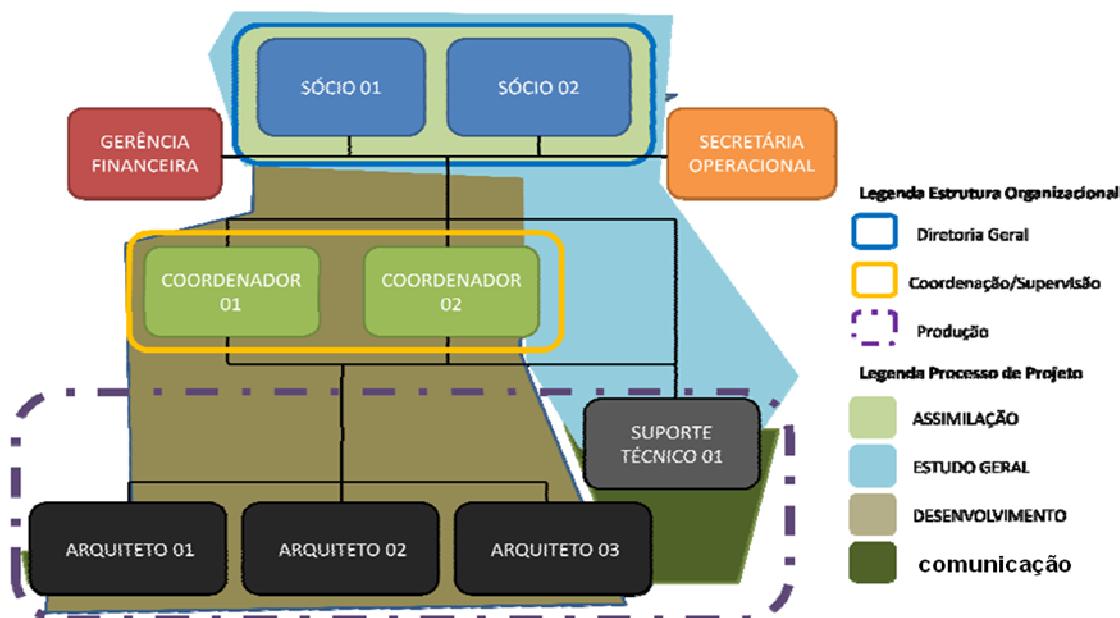 SÓCIO 01
SÓCIO 02
GERÊNCIA
FINANCEIRA
SECRETÁRIA
OPERACIONAL
COORDENADOR
01
COORDENADOR
02
SUPORTE
TÉCNICO 01
ARQUITETO 01
ARQUITETO 02
ARQUITETO 03
Legenda Estrutura Organizacional
Diretoria Geral
Coordenação/Supervisão
Produção
Legenda Processo de Projeto
ASSIMILAÇÃO
ESTUDO GERAL
DESENVOLVIMENTO
comunicação